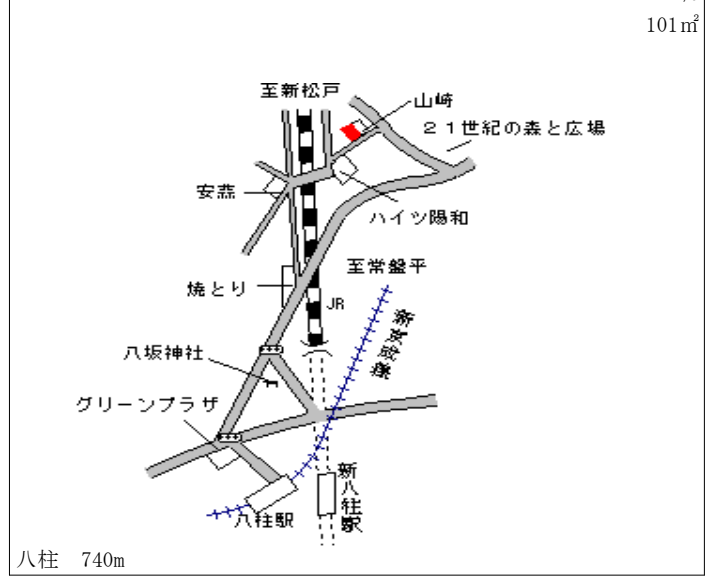 101㎡
至新松戸
山崎
21世紀の森と広場
安燕
ハイツ陽和
至常盤平
焼とり
JR
新京成線
八坂神社
グリーンプラザ
新八柱駅
八柱駅
八柱　740m